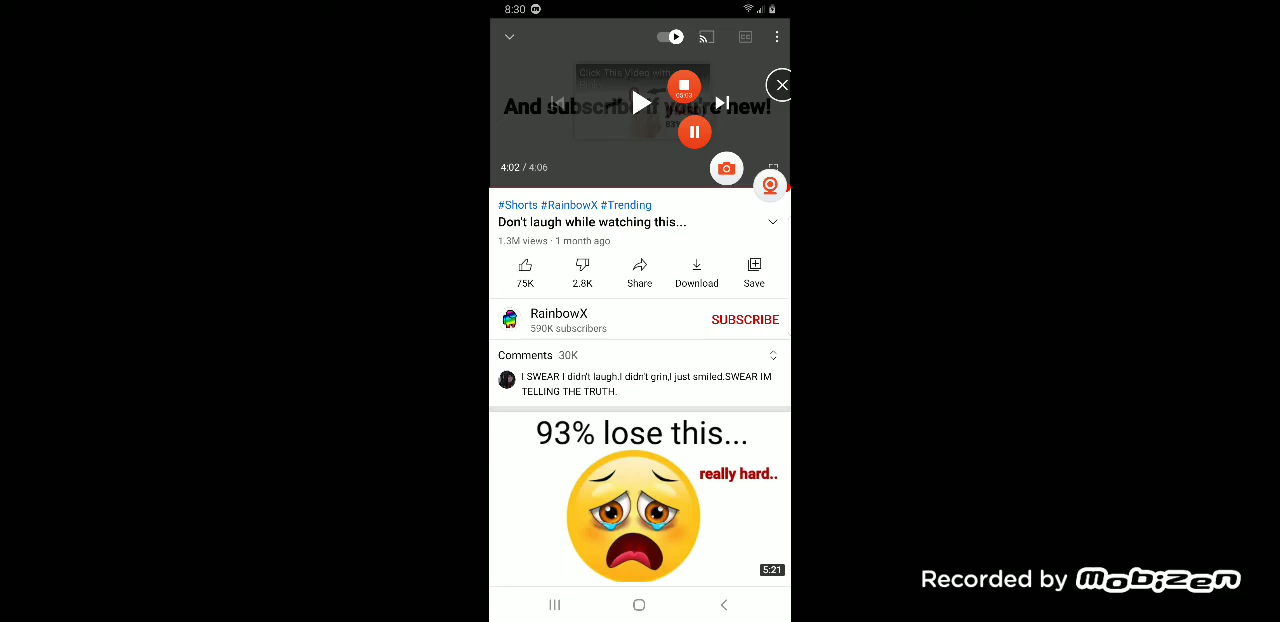 8:30
Click This Video with
And subscribe if you're new!
05:03
4:02 / 4:06
#Shorts #RainbowX #Trending
Don't laugh while watching this...
1.3M views · 1 month ago
75K 2.8K Share Download Save
RainbowX
590K subscribers
SUBSCRIBE
Comments 30K
I SWEAR I didn't laugh.I didn't grin,I just smiled.SWEAR IM
TELLING THE TRUTH.
93% lose this...
really hard..
5:21
Recorded by mobizen